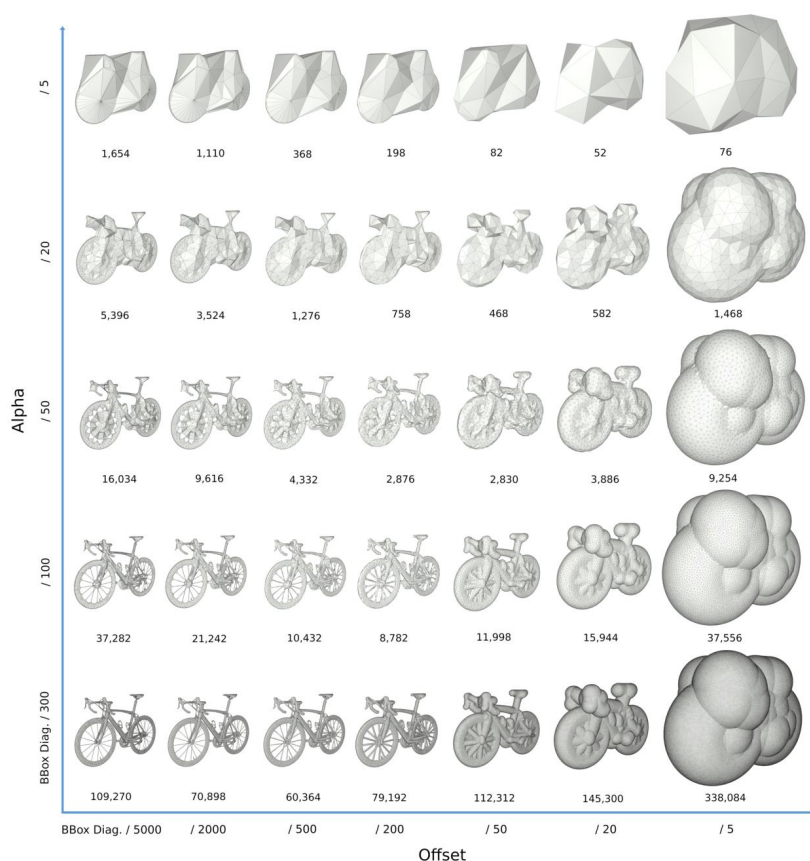 / 5
1,654 1,110 368 198 82 52 76
/ 20
5,396 3,524 1,276 758 468 582 1,468
Alpha
/ 50
16,034 9,616 4,332 2,876 2,830 3,886 9,254
/ 100
37,282 21,242 10,432 8,782 11,998 15,944 37,556
BBox Diag. / 300
109,270 70,898 60,364 79,192 112,312 145,300 338,084
BBox Diag. / 5000 / 2000 / 500 / 200 / 50 / 20 / 5
Offset